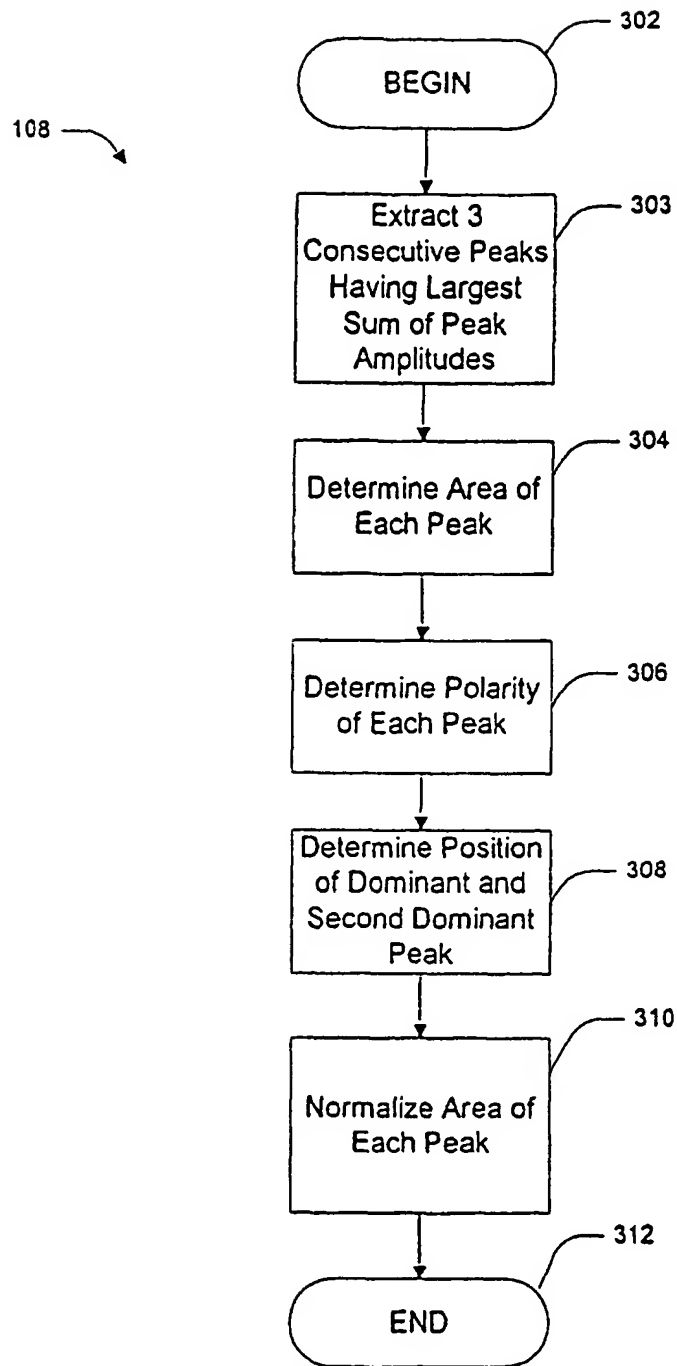 302
BEGIN
108
303
Extract 3
Consecutive Peaks
Having Largest
Sum of Peak
Amplitudes
304
Determine Area of
Each Peak
306
Determine Polarity
of Each Peak
308
Determine Position
of Dominant and
Second Dominant
Peak
310
Normalize Area of
Each Peak
312
END